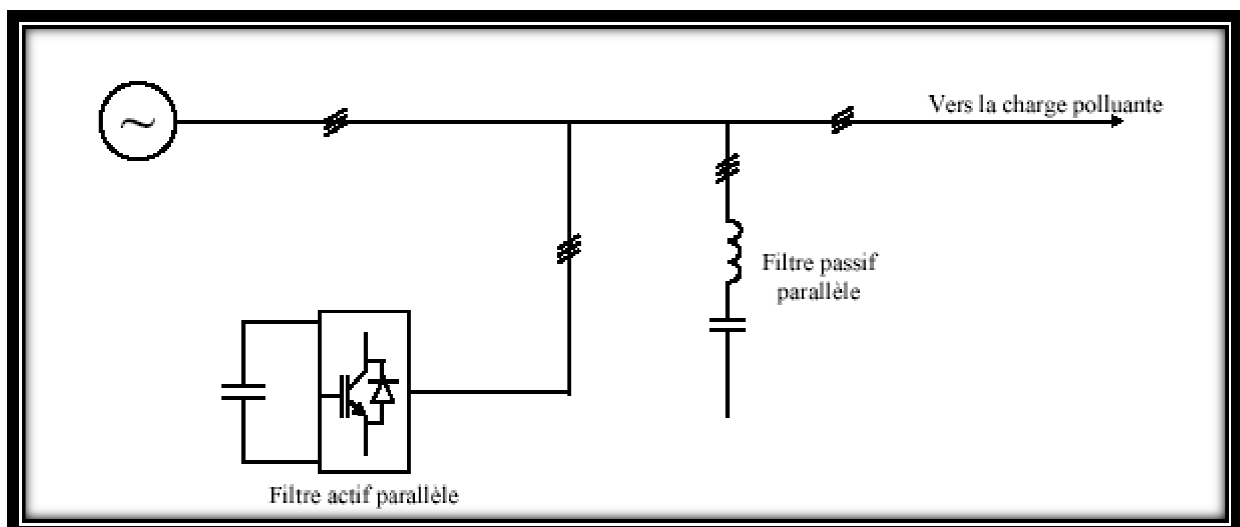 Vers la charge polluante
Filtre passif
parallèle
Filtre actif parallèle